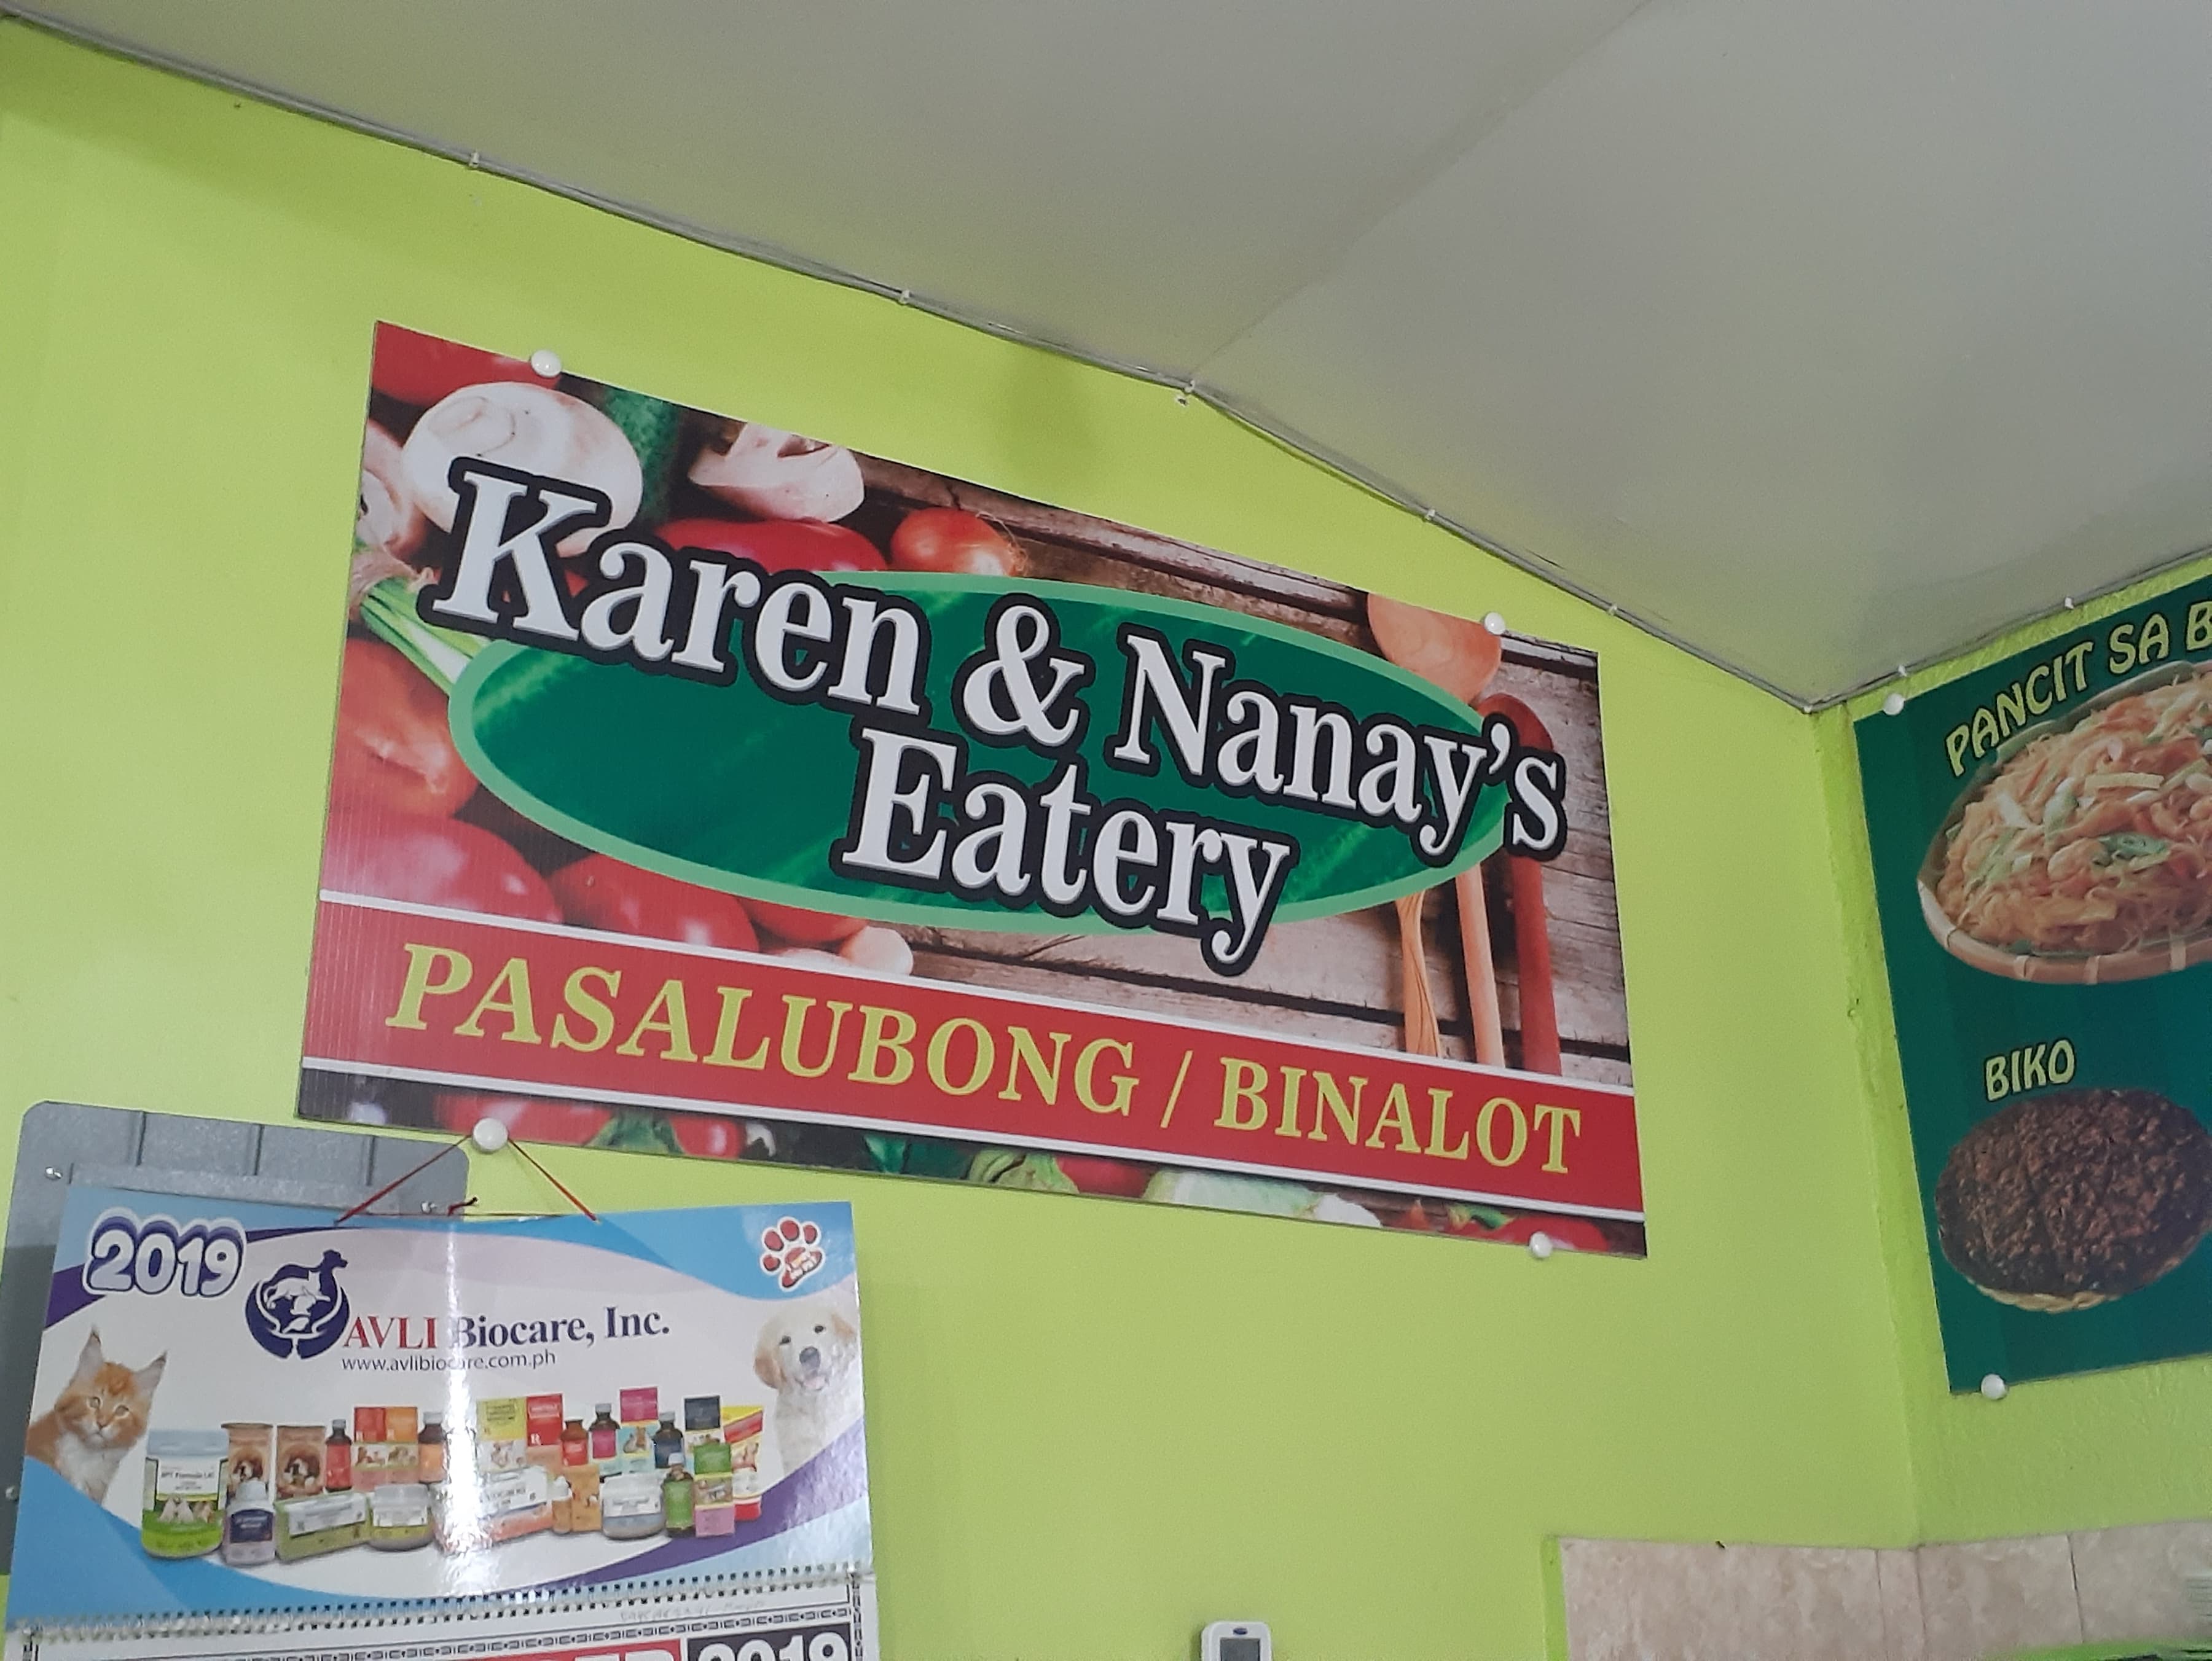 Karen & Nanay's
Eatery
PASALUBONG / BINALOT
PANCIT SA B
BIKO
2019
AVLI Biocare, Inc.
www.avlibiocare.com.ph
2019